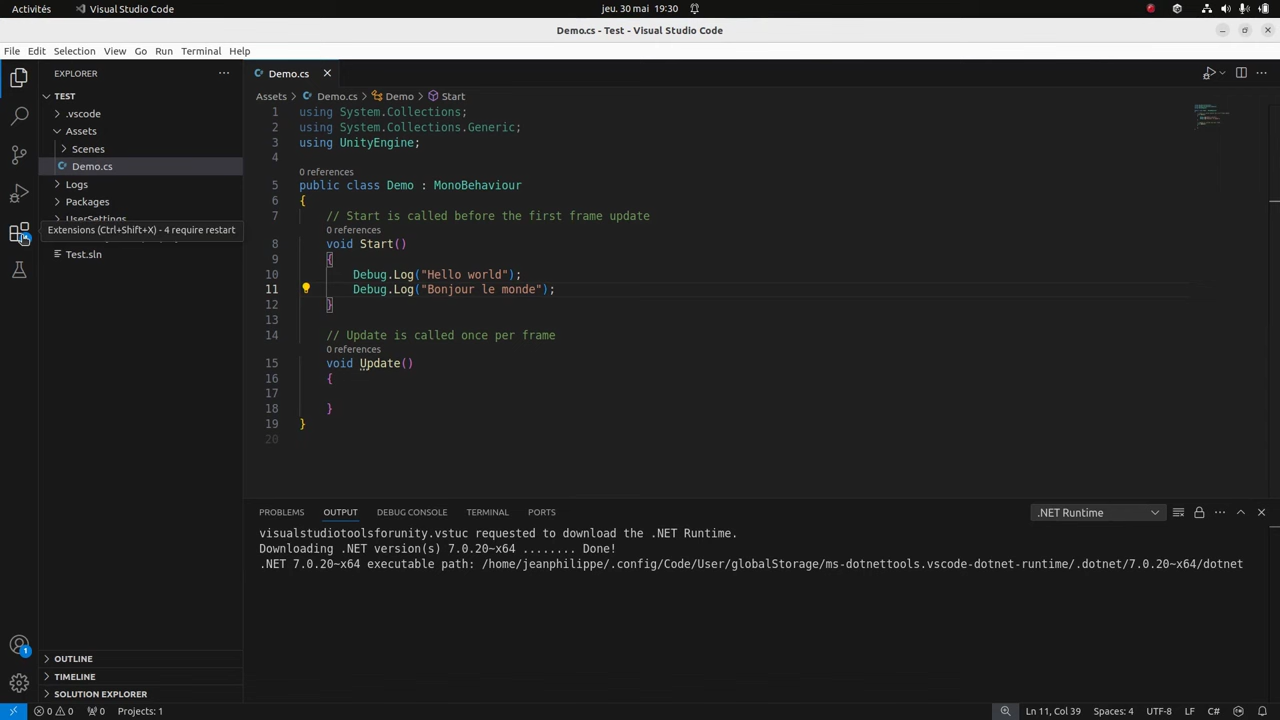 Activités Visual Studio Code jeu. 30 mai 19:30
Demo.cs - Test - Visual Studio Code
File Edit Selection View Go Run Terminal Help
EXPLORER
TEST
.vscode
Assets
Scenes
Demo.cs
Logs
Packages
UserSettings
Extensions (Ctrl+Shift+X) - 4 require restart
Test.sln
OUTLINE
TIMELINE
SOLUTION EXPLORER
Demo.cs
Assets Demo.cs Demo Start
1 using System.Collections;
2 using System.Collections.Generic;
3 using UnityEngine;
4
0 references
5 public class Demo : MonoBehaviour
6 {
7 // Start is called before the first frame update
0 references
8 void Start()
9 {
10 Debug.Log("Hello world");
11 Debug.Log("Bonjour le monde");
12 }
13
14 // Update is called once per frame
0 references
15 void Update()
16 {
17
18 }
19 }
20
PROBLEMS OUTPUT DEBUG CONSOLE TERMINAL PORTS .NET Runtime
visualstudiotoolsforunity.vstuc requested to download the .NET Runtime.
Downloading .NET version(s) 7.0.20~x64 ........ Done!
.NET 7.0.20~x64 executable path: /home/jeanphilippe/.config/Code/User/globalStorage/ms-dotnettools.vscode-dotnet-runtime/.dotnet/7.0.20~x64/dotnet
1
0 0 0 Projects: 1 Ln 11, Col 39 Spaces: 4 UTF-8 LF C#